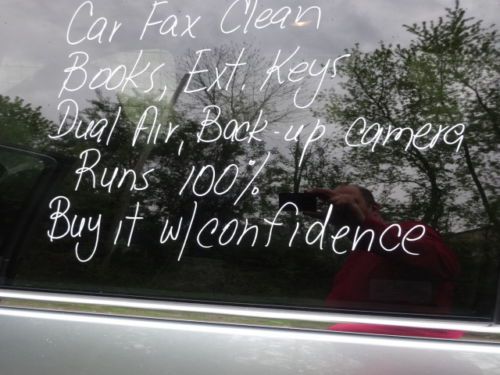 Car Fax Clean
Books, Ext. Keys
Dual Air, Back-up camera
Runs 100%
Buy it w/confidence